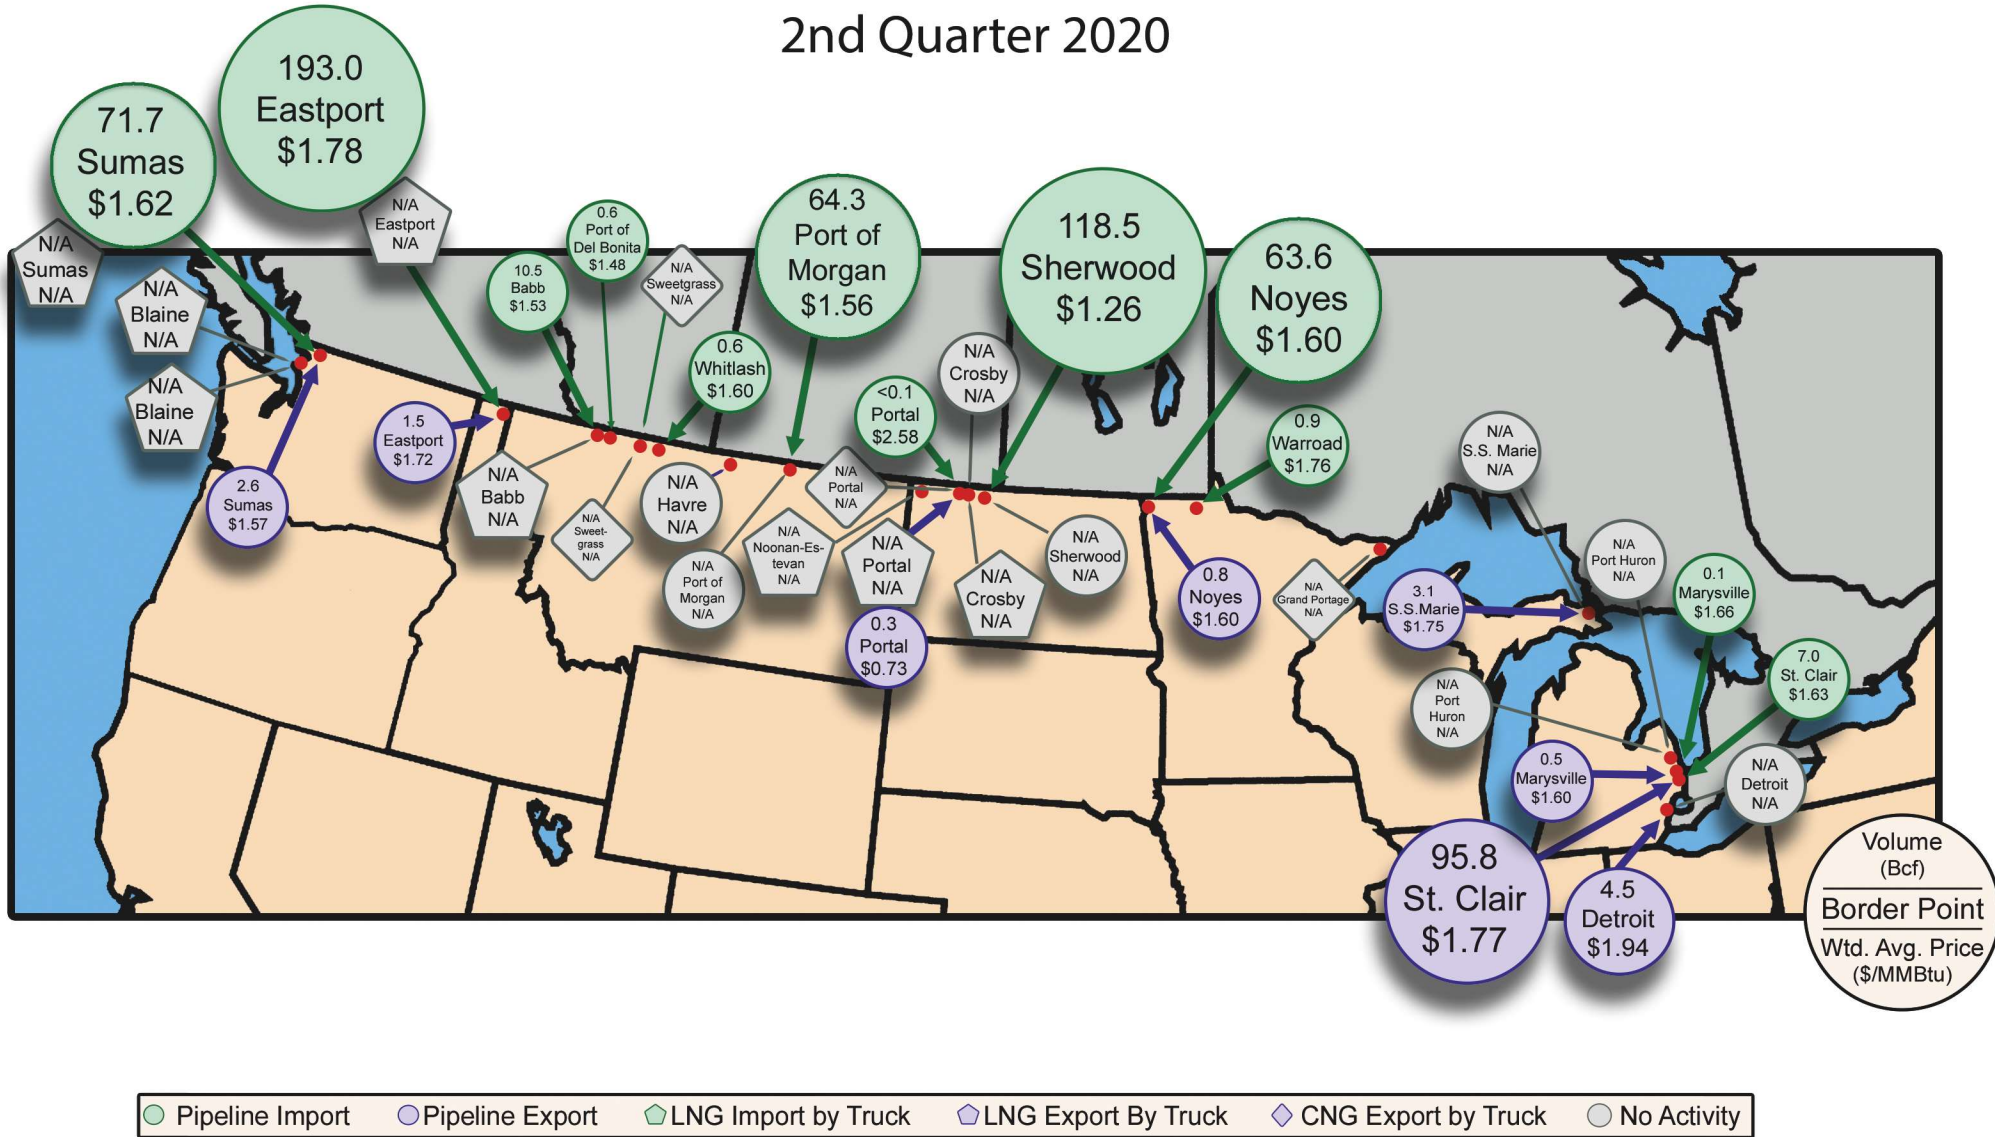 2nd Quarter 2020
193.0
Eastport
$1.78
71.7
Sumas
$1.62
N/A
Eastport
N/A
0.6
Port of
Del Bonita
$1.48
64.3
Port of
Morgan
$1.56
118.5
Sherwood
$1.26
63.6
Noyes
$1.60
N/A
Sumas
N/A
N/A
Blaine
N/A
N/A
Blaine
N/A
10.5
Babb
$1.53
N/A
Sweetgrass
N/A
0.6
Whitlash
$1.60
N/A
Crosby
N/A
<0.1
Portal
$2.58
0.9
Warroad
$1.76
N/A
S.S. Marie
N/A
1.5
Eastport
$1.72
2.6
Sumas
$1.57
N/A
Babb
N/A
N/A
Sweet-
grass
N/A
N/A
Havre
N/A
N/A
Port of
Morgan
N/A
N/A
Portal
N/A
N/A
Noonan-Es-
tevan
N/A
N/A
Portal
N/A
0.3
Portal
$0.73
N/A
Crosby
N/A
N/A
Sherwood
N/A
0.8
Noyes
$1.60
N/A
Grand Portage
N/A
3.1
S.S.Marie
$1.75
N/A
Port Huron
N/A
0.1
Marysville
$1.66
7.0
St. Clair
$1.63
N/A
Port
Huron
N/A
0.5
Marysville
$1.60
N/A
Detroit
N/A
95.8
St. Clair
$1.77
4.5
Detroit
$1.94
Volume
(Bcf)
Border Point
Wtd. Avg. Price
($/MMBtu)
Pipeline Import
Pipeline Export
LNG Import by Truck
LNG Export By Truck
CNG Export by Truck
No Activity